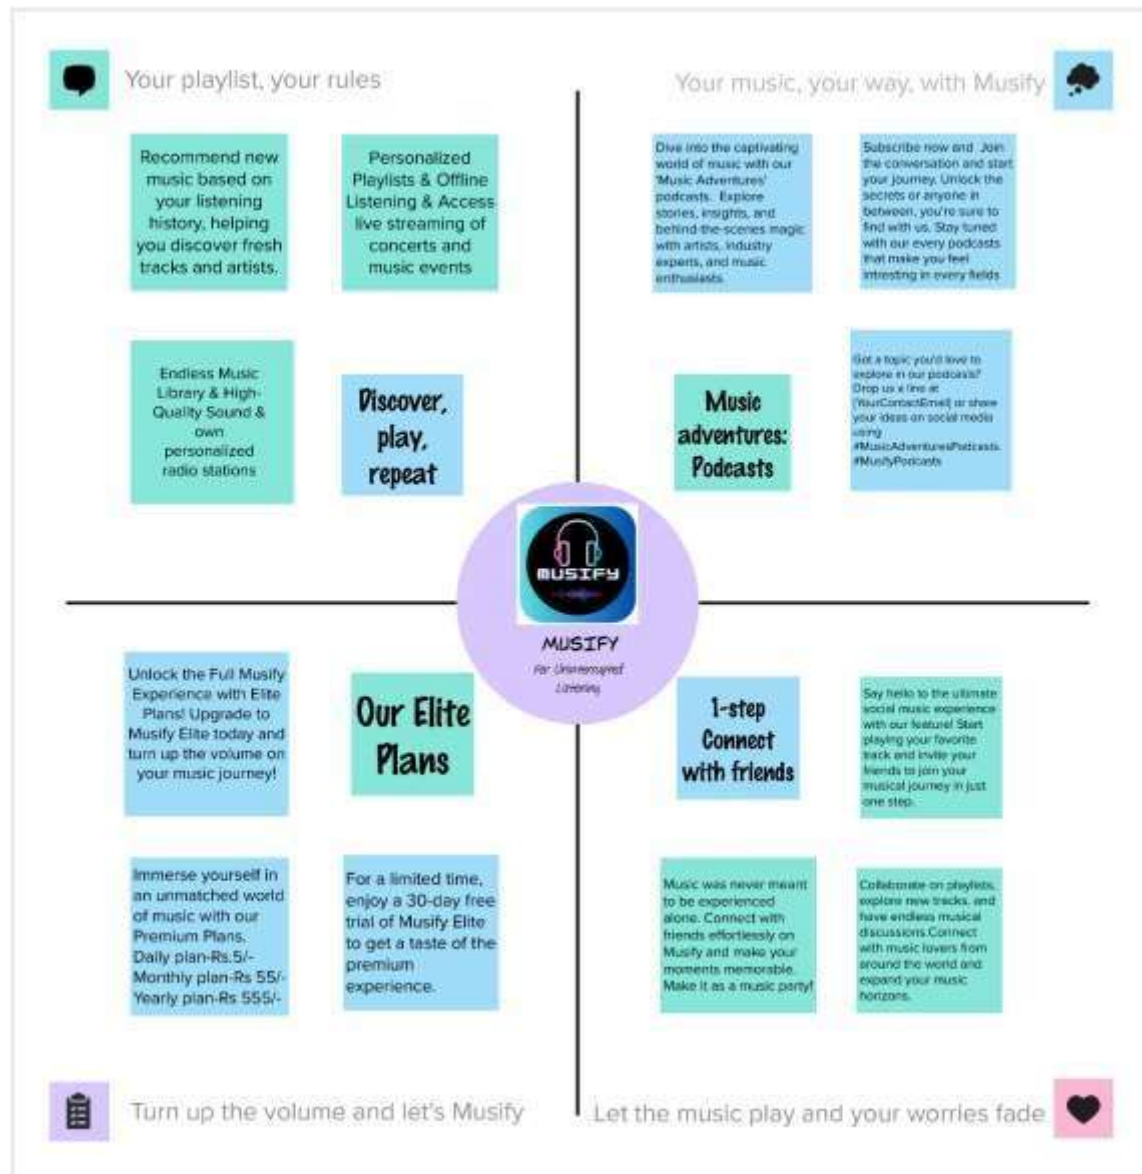 Your playlist, your rules
Recommend new
music based on
your listening
history, helping
you discover fresh
tracks and artists.
Personalized
Playlists & Offline
Listening & Access
live streaming of
concerts and
music events
Endless Music
Library & High-
Quality Sound &
own
personalized
radio stations
Discover,
play,
repeat
Your music, your way, with Musify
Dive into the captivating
world of music with our
'Music Adventures'
podcasts. Explore
stories, insights, and
behind-the-scenes magic
with artists, industry
experts, and music
enthusiasts.
Subscribe now and Join
the conversation and start
your journey. Unlock the
secrets or anyone in
between, you're sure to
find with us. Stay tuned
with our every podcasts
that make you feel
intresting in every fields
Music
adventures:
Podcasts
Got a topic you'd love to
explore in our podcasts?
Drop us a line at
[YourContactEmail] or share
your ideas on social media
using
#MusicAdventuresPodcasts.
#MusifyPodcasts
MUSIFY
MUSIFY
For Uninterrupted
Listening
Unlock the Full Musify
Experience with Elite
Plans! Upgrade to
Musify Elite today and
turn up the volume on
your music journey!
Our Elite
Plans
Immerse yourself in
an unmatched world
of music with our
Premium Plans.
Daily plan-Rs.5/-
Monthly plan-Rs 55/-
Yearly plan-Rs 555/-
For a limited time,
enjoy a 30-day free
trial of Musify Elite
to get a taste of the
premium
experience.
Turn up the volume and let's Musify
1-step
Connect
with friends
Say hello to the ultimate
social music experience
with our feature! Start
playing your favorite
track and invite your
friends to join your
musical journey in just
one step.
Music was never meant
to be experienced
alone. Connect with
friends effortlessly on
Musify and make your
moments memorable.
Make it as a music party!
Collaborate on playlists,
explore new tracks, and
have endless musical
discussions.Connect
with music lovers from
around the world and
expand your music
horizons.
Let the music play and your worries fade